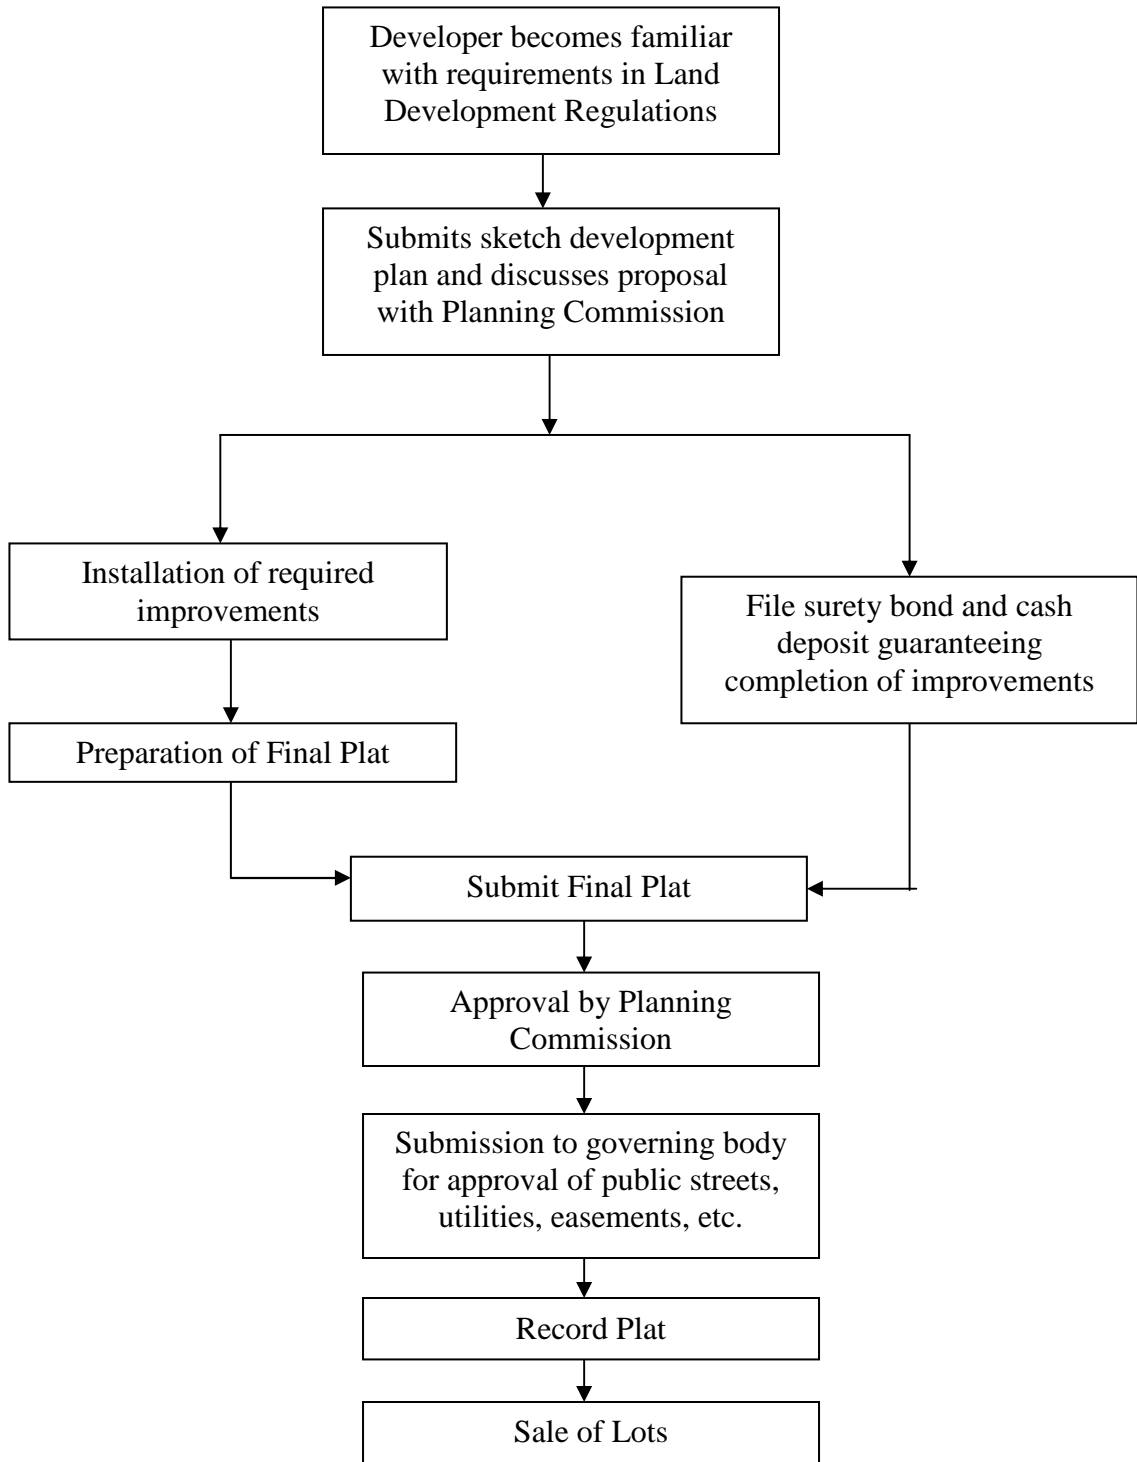 Developer becomes familiar
with requirements in Land
Development Regulations
Submits sketch development
plan and discusses proposal
with Planning Commission
Installation of required
improvements
File surety bond and cash
deposit guaranteeing
completion of improvements
Preparation of Final Plat
Submit Final Plat
Approval by Planning
Commission
Submission to governing body
for approval of public streets,
utilities, easements, etc.
Record Plat
Sale of Lots